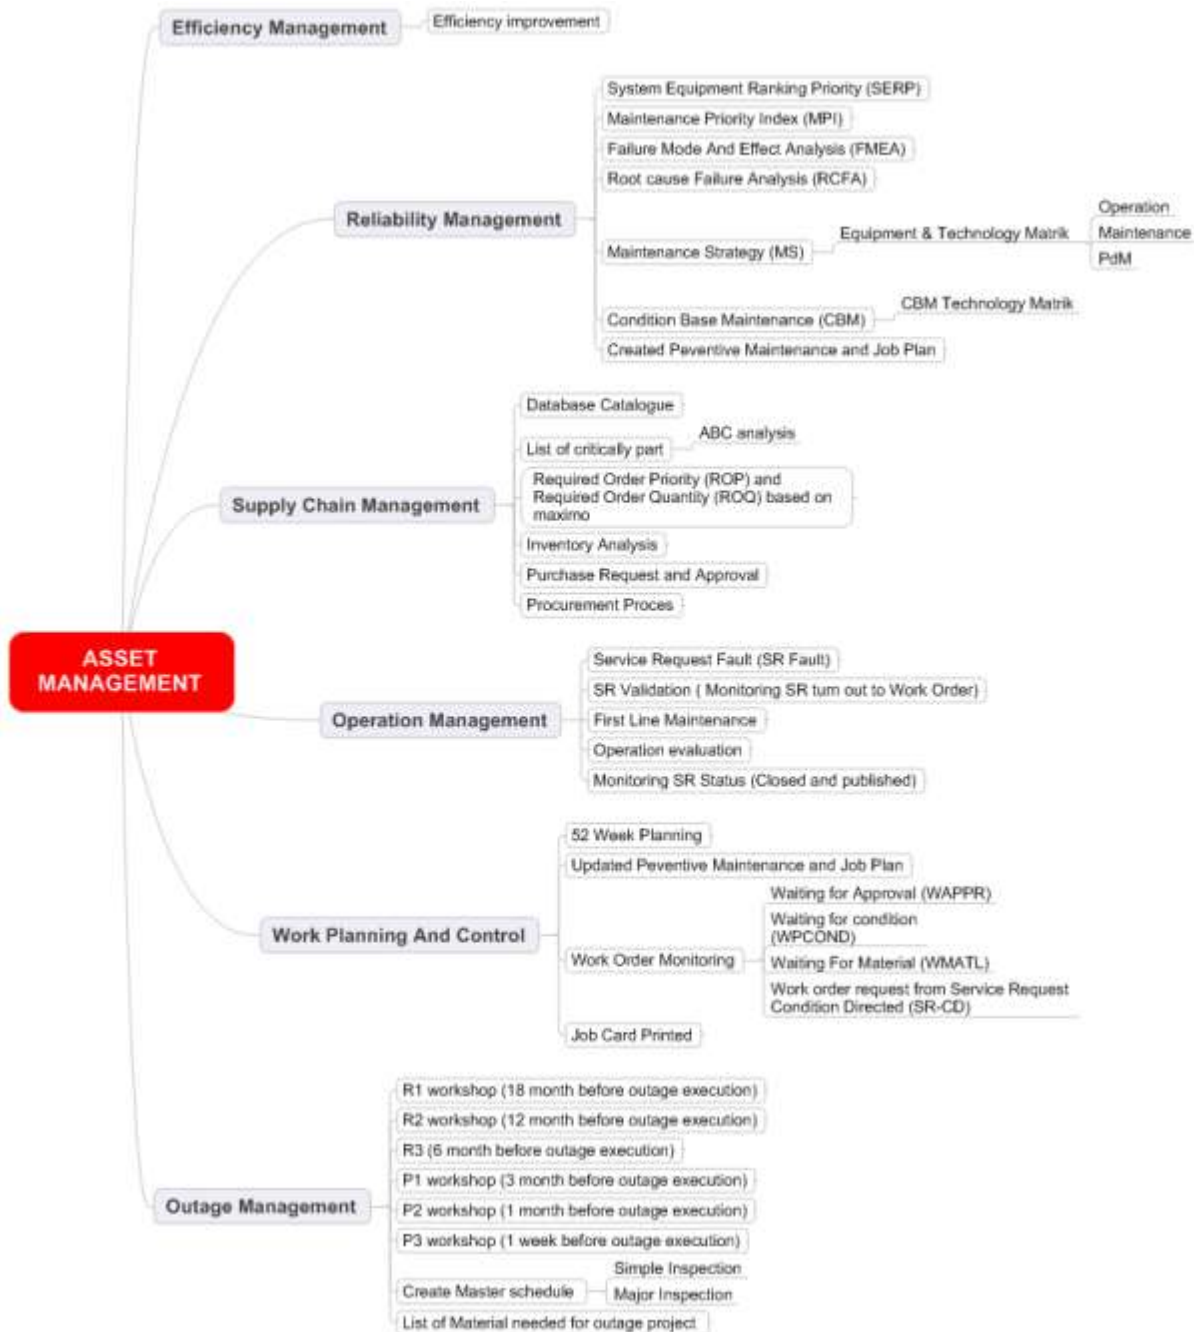 Efficiency Management
Efficiency improvement
System Equipment Ranking Priority (SERP)
Maintenance Priority Index (MPI)
Failure Mode And Effect Analysis (FMEA)
Root cause Failure Analysis (RCFA)
Reliability Management
Maintenance Strategy (MS)
Equipment & Technology Matrik
Operation
Maintenance
PdM
Condition Base Maintenance (CBM)
CBM Technology Matrik
Created Peventive Maintenance and Job Plan
Database Catalogue
List of critically part
ABC analysis
Supply Chain Management
Required Order Priority (ROP) and
Required Order Quantity (ROQ) based on
maximo
Inventory Analysis
Purchase Request and Approval
Procurement Proces
ASSET
MANAGEMENT
Service Request Fault (SR Fault)
SR Validation ( Monitoring SR turn out to Work Order)
Operation Management
First Line Maintenance
Operation evaluation
Monitoring SR Status (Closed and published)
52 Week Planning
Updated Peventive Maintenance and Job Plan
Work Planning And Control
Work Order Monitoring
Waiting for Approval (WAPPR)
Waiting for condition
(WPCOND)
Waiting For Material (WMATL)
Work order request from Service Request
Condition Directed (SR-CD)
Job Card Printed
R1 workshop (18 month before outage execution)
R2 workshop (12 month before outage execution)
R3 (6 month before outage execution)
P1 workshop (3 month before outage execution)
Outage Management
P2 workshop (1 month before outage execution)
P3 workshop (1 week before outage execution)
Create Master schedule
Simple Inspection
Major Inspection
List of Material needed for outage project